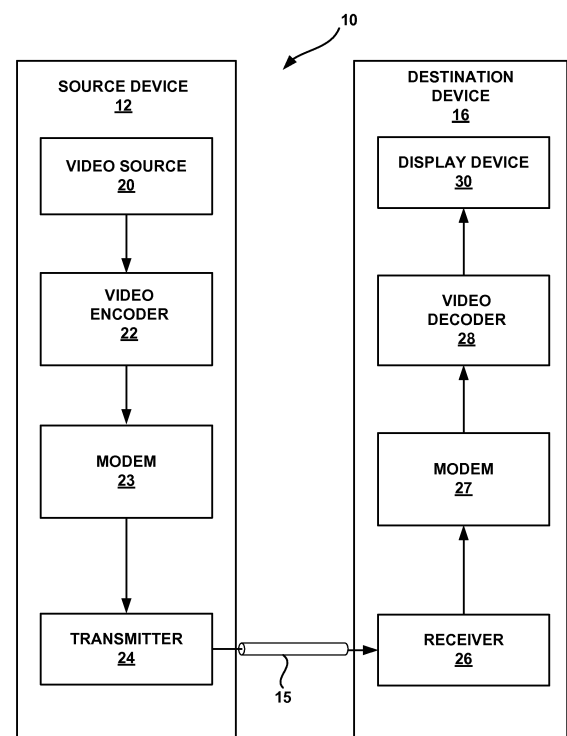 10
SOURCE DEVICE
12
VIDEO SOURCE
20
VIDEO
ENCODER
22
MODEM
23
TRANSMITTER
24
15
DESTINATION
DEVICE
16
DISPLAY DEVICE
30
VIDEO
DECODER
28
MODEM
27
RECEIVER
26